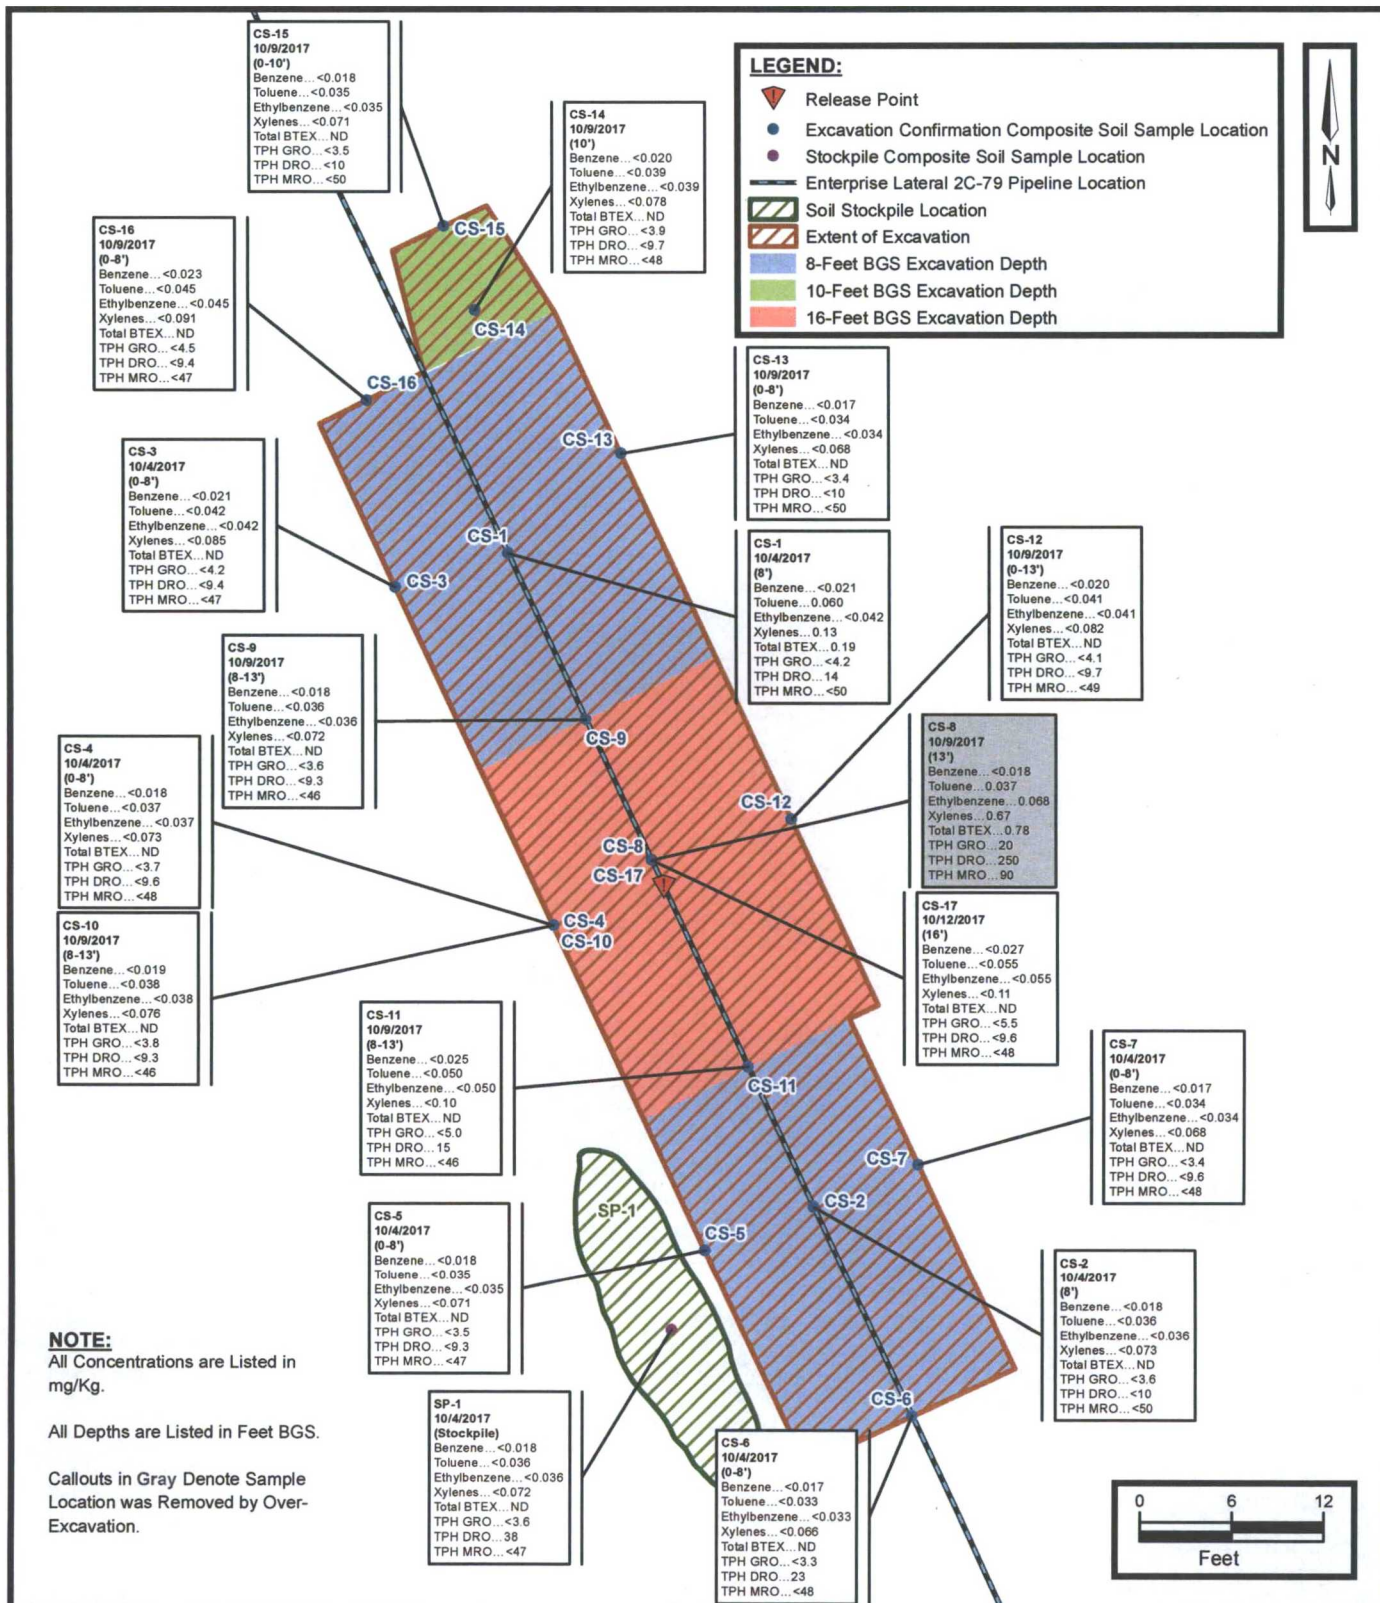 CS-15
10/9/2017
(0-10')
Benzene...<0.018
Toluene...<0.035
Ethylbenzene...<0.035
Xylenes...<0.071
Total BTEX...ND
TPH GRO...<3.5
TPH DRO...<10
TPH MRO...<50
CS-14
10/9/2017
(10')
Benzene...<0.020
Toluene...<0.039
Ethylbenzene...<0.039
Xylenes...<0.078
Total BTEX...ND
TPH GRO...<3.9
TPH DRO...<9.7
TPH MRO...<48
LEGEND:
Release Point
Excavation Confirmation Composite Soil Sample Location
Stockpile Composite Soil Sample Location
Enterprise Lateral 2C-79 Pipeline Location
Soil Stockpile Location
Extent of Excavation
8-Feet BGS Excavation Depth
10-Feet BGS Excavation Depth
16-Feet BGS Excavation Depth
N
CS-16
10/9/2017
(0-8')
Benzene...<0.023
Toluene...<0.045
Ethylbenzene...<0.045
Xylenes...<0.091
Total BTEX...ND
TPH GRO...<4.5
TPH DRO...<9.4
TPH MRO...<47
CS-15
CS-14
CS-16
CS-13
CS-13
10/9/2017
(0-8')
Benzene...<0.017
Toluene...<0.034
Ethylbenzene...<0.034
Xylenes...<0.068
Total BTEX...ND
TPH GRO...<3.4
TPH DRO...<10
TPH MRO...<50
CS-3
10/4/2017
(0-8')
Benzene...<0.021
Toluene...<0.042
Ethylbenzene...<0.042
Xylenes...<0.085
Total BTEX...ND
TPH GRO...<4.2
TPH DRO...<9.4
TPH MRO...<47
CS-1
CS-3
CS-1
10/4/2017
(8')
Benzene...<0.021
Toluene...0.060
Ethylbenzene...<0.042
Xylenes...0.13
Total BTEX...0.19
TPH GRO...<4.2
TPH DRO...14
TPH MRO...<50
CS-12
10/9/2017
(0-13')
Benzene...<0.020
Toluene...<0.041
Ethylbenzene...<0.041
Xylenes...<0.082
Total BTEX...ND
TPH GRO...<4.1
TPH DRO...<9.7
TPH MRO...<49
CS-9
10/9/2017
(8-13')
Benzene...<0.018
Toluene...<0.036
Ethylbenzene...<0.036
Xylenes...<0.072
Total BTEX...ND
TPH GRO...<3.6
TPH DRO...<9.3
TPH MRO...<46
CS-9
CS-12
CS-8
CS-17
CS-8
10/9/2017
(13')
Benzene...<0.018
Toluene...0.037
Ethylbenzene...0.068
Xylenes...0.67
Total BTEX...0.78
TPH GRO...20
TPH DRO...250
TPH MRO...90
CS-4
10/4/2017
(0-8')
Benzene...<0.018
Toluene...<0.037
Ethylbenzene...<0.037
Xylenes...<0.073
Total BTEX...ND
TPH GRO...<3.7
TPH DRO...<9.6
TPH MRO...<48
CS-4
CS-10
CS-10
10/9/2017
(8-13')
Benzene...<0.019
Toluene...<0.038
Ethylbenzene...<0.038
Xylenes...<0.076
Total BTEX...ND
TPH GRO...<3.8
TPH DRO...<9.3
TPH MRO...<46
CS-17
10/12/2017
(16')
Benzene...<0.027
Toluene...<0.055
Ethylbenzene...<0.055
Xylenes...<0.11
Total BTEX...ND
TPH GRO...<5.5
TPH DRO...<9.6
TPH MRO...<48
CS-11
10/9/2017
(8-13')
Benzene...<0.025
Toluene...<0.050
Ethylbenzene...<0.050
Xylenes...<0.10
Total BTEX...ND
TPH GRO...<5.0
TPH DRO...15
TPH MRO...<46
CS-11
CS-7
10/4/2017
(0-8')
Benzene...<0.017
Toluene...<0.034
Ethylbenzene...<0.034
Xylenes...<0.068
Total BTEX...ND
TPH GRO...<3.4
TPH DRO...<9.6
TPH MRO...<48
CS-7
CS-2
SP-1
CS-5
CS-5
10/4/2017
(0-8')
Benzene...<0.018
Toluene...<0.035
Ethylbenzene...<0.035
Xylenes...<0.071
Total BTEX...ND
TPH GRO...<3.5
TPH DRO...<9.3
TPH MRO...<47
CS-2
10/4/2017
(8')
Benzene...<0.018
Toluene...<0.036
Ethylbenzene...<0.036
Xylenes...<0.073
Total BTEX...ND
TPH GRO...<3.6
TPH DRO...<10
TPH MRO...<50
CS-6
NOTE:
All Concentrations are Listed in
mg/Kg.
All Depths are Listed in Feet BGS.
Callouts in Gray Denote Sample
Location was Removed by Over-
Excavation.
SP-1
10/4/2017
(Stockpile)
Benzene...<0.018
Toluene...<0.036
Ethylbenzene...<0.036
Xylenes...<0.072
Total BTEX...ND
TPH GRO...<3.6
TPH DRO...38
TPH MRO...<47
CS-6
10/4/2017
(0-8')
Benzene...<0.017
Toluene...<0.033
Ethylbenzene...<0.033
Xylenes...<0.066
Total BTEX...ND
TPH GRO...<3.3
TPH DRO...23
TPH MRO...<48
0 6 12
Feet